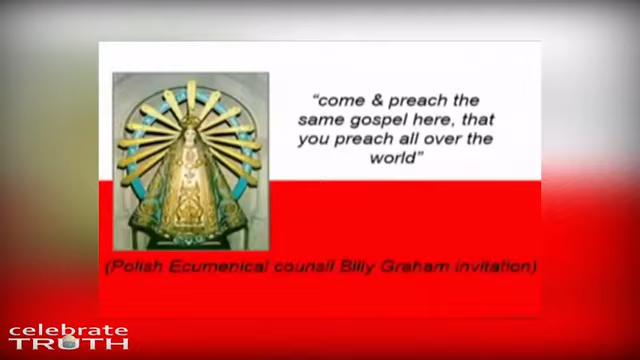 "come & preach the
same gospel here, that
you preach all over the
world"
(Polish Ecumenical counsil Billy Graham invitation)
celebrate
TRUTH